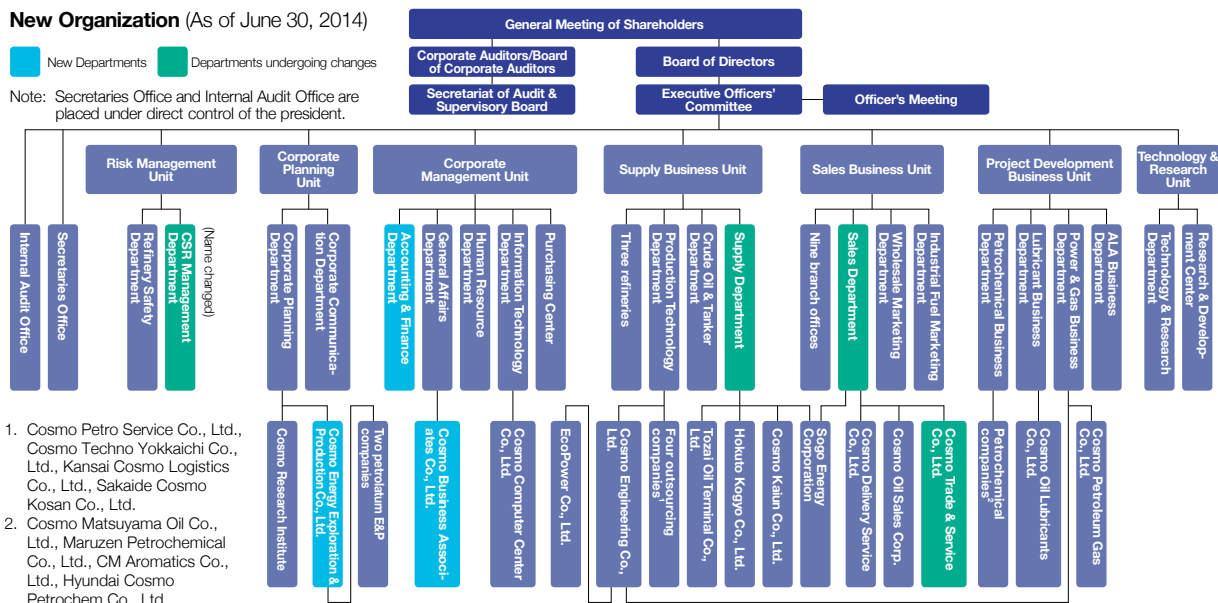 New Organization (As of June 30, 2014)
New Departments
Departments undergoing changes
Note: Secretaries Office and Internal Audit Office are
placed under direct control of the president.
General Meeting of Shareholders
Corporate Auditors/Board
of Corporate Auditors
Board of Directors
Secretariat of Audit &
Supervisory Board
Executive Officers'
Committee
Officer's Meeting
Risk Management
Unit
Corporate
Planning
Unit
Corporate
Management Unit
Supply Business Unit
Sales Business Unit
Project Development
Business Unit
Technology &
Research
Unit
Internal Audit Office
Secretaries Office
Refinery Safety
Department
CSR Management
Department
(Name changed)
Corporate Planning
Department
Corporate Communica-
tion Department
Accounting & Finance
Department
General Affairs
Department
Human Resource
Department
Information Technology
Department
Purchasing Center
Three refineries
Production Technology
Department
Crude Oil & Tanker
Department
Supply Department
Nine branch offices
Sales Department
Wholesale Marketing
Department
Industrial Fuel Marketing
Department
Petrochemical Business
Department
Lubricant Business
Department
Power & Gas Business
Department
ALA Business
Department
Technology & Research
Department
Research & Develop-
ment Center
Cosmo Research Institute
Cosmo Energy Exploration &
Production Co., Ltd.
Two petrolatum E&P
companies
Cosmo Business Associ-
ates Co., Ltd.
Cosmo Computer Center
Co., Ltd.
EcoPower Co., Ltd.
Cosmo Engineering Co.,
Ltd.
Four outsourcing
companies1
Tozai Oil Terminal Co.,
Ltd.
Hokuto Kogyo Co., Ltd.
Cosmo Kaiun Co., Ltd.
Sogo Energy
Corporation
Cosmo Delivery Service
Co., Ltd.
Cosmo Oil Sales Corp.
Cosmo Trade & Service
Co., Ltd.
Petrochemical
companies2
Cosmo Oil Lubricants
Co., Ltd.
Cosmo Petroleum Gas
Co., Ltd.
1. Cosmo Petro Service Co., Ltd.,
Cosmo Techno Yokkaichi Co.,
Ltd., Kansai Cosmo Logistics
Co., Ltd., Sakaide Cosmo
Kosan Co., Ltd.
2. Cosmo Matsuyama Oil Co.,
Ltd., Maruzen Petrochemical
Co., Ltd., CM Aromatics Co.,
Ltd., Hyundai Cosmo
Petrochem Co., Ltd.